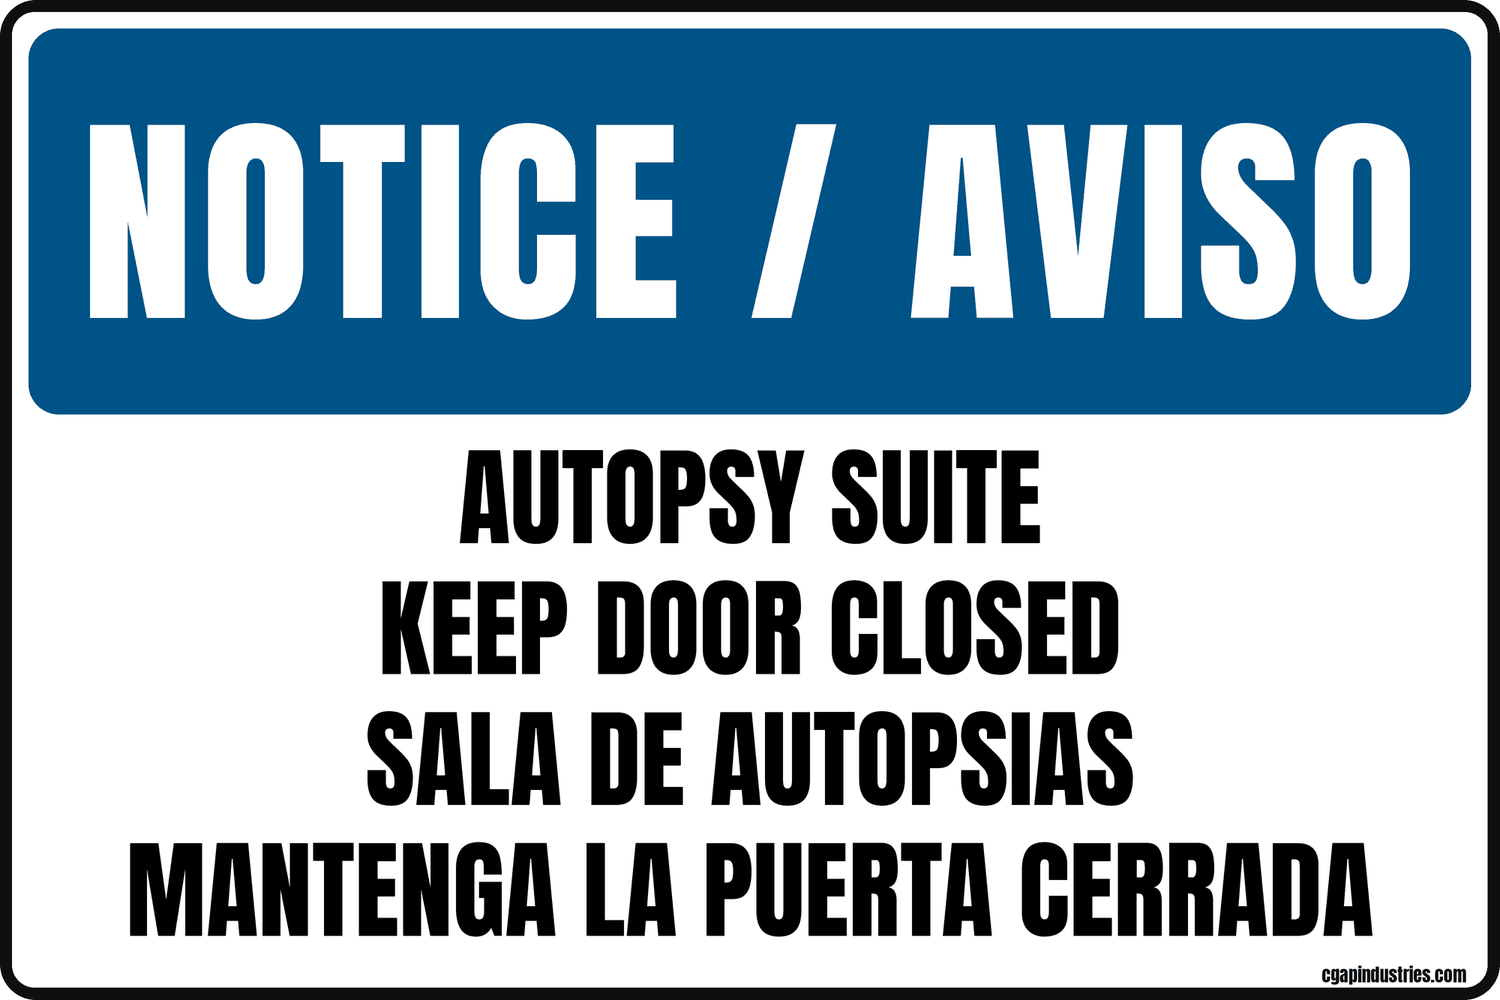 NOTICE / AVISO
AUTOPSY SUITE
KEEP DOOR CLOSED
SALA DE AUTOPSIAS
MANTENGA LA PUERTA CERRADA
cgapindustries.com